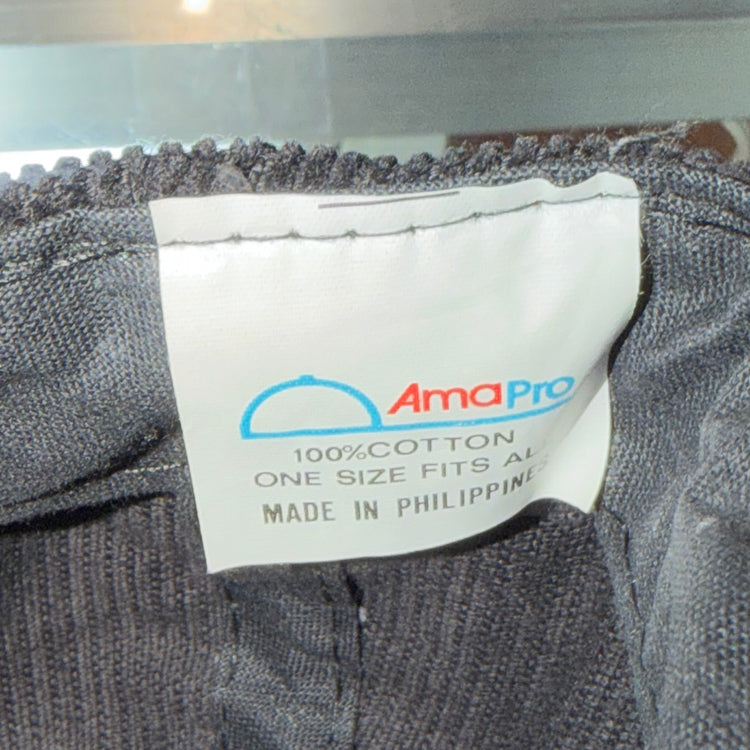 AmaPro
100%COTTON
ONE SIZE FITS AL
MADE IN PHILIPPINES